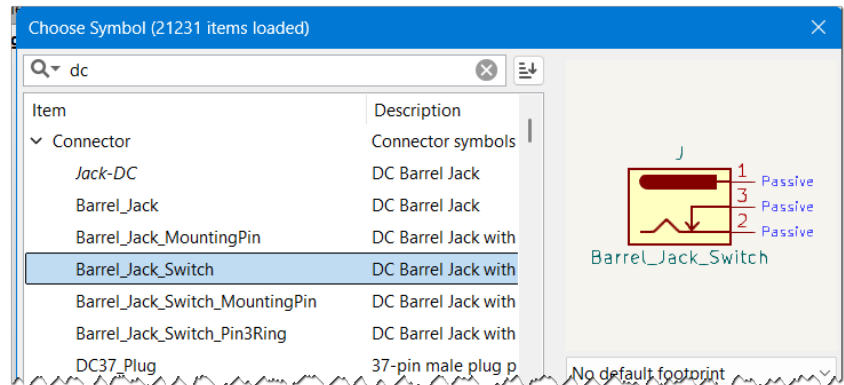 Choose Symbol (21231 items loaded)
dc
Item Description
Connector Connector symbols
Jack-DC DC Barrel Jack
Barrel_Jack DC Barrel Jack
Barrel_Jack_MountingPin DC Barrel Jack with
Barrel_Jack_Switch DC Barrel Jack with
Barrel_Jack_Switch_MountingPin DC Barrel Jack with
Barrel_Jack_Switch_Pin3Ring DC Barrel Jack with
DC37_Plug 37-pin male plug p
J
1 Passive
3 Passive
2 Passive
Barrel_Jack_Switch
No default footprint